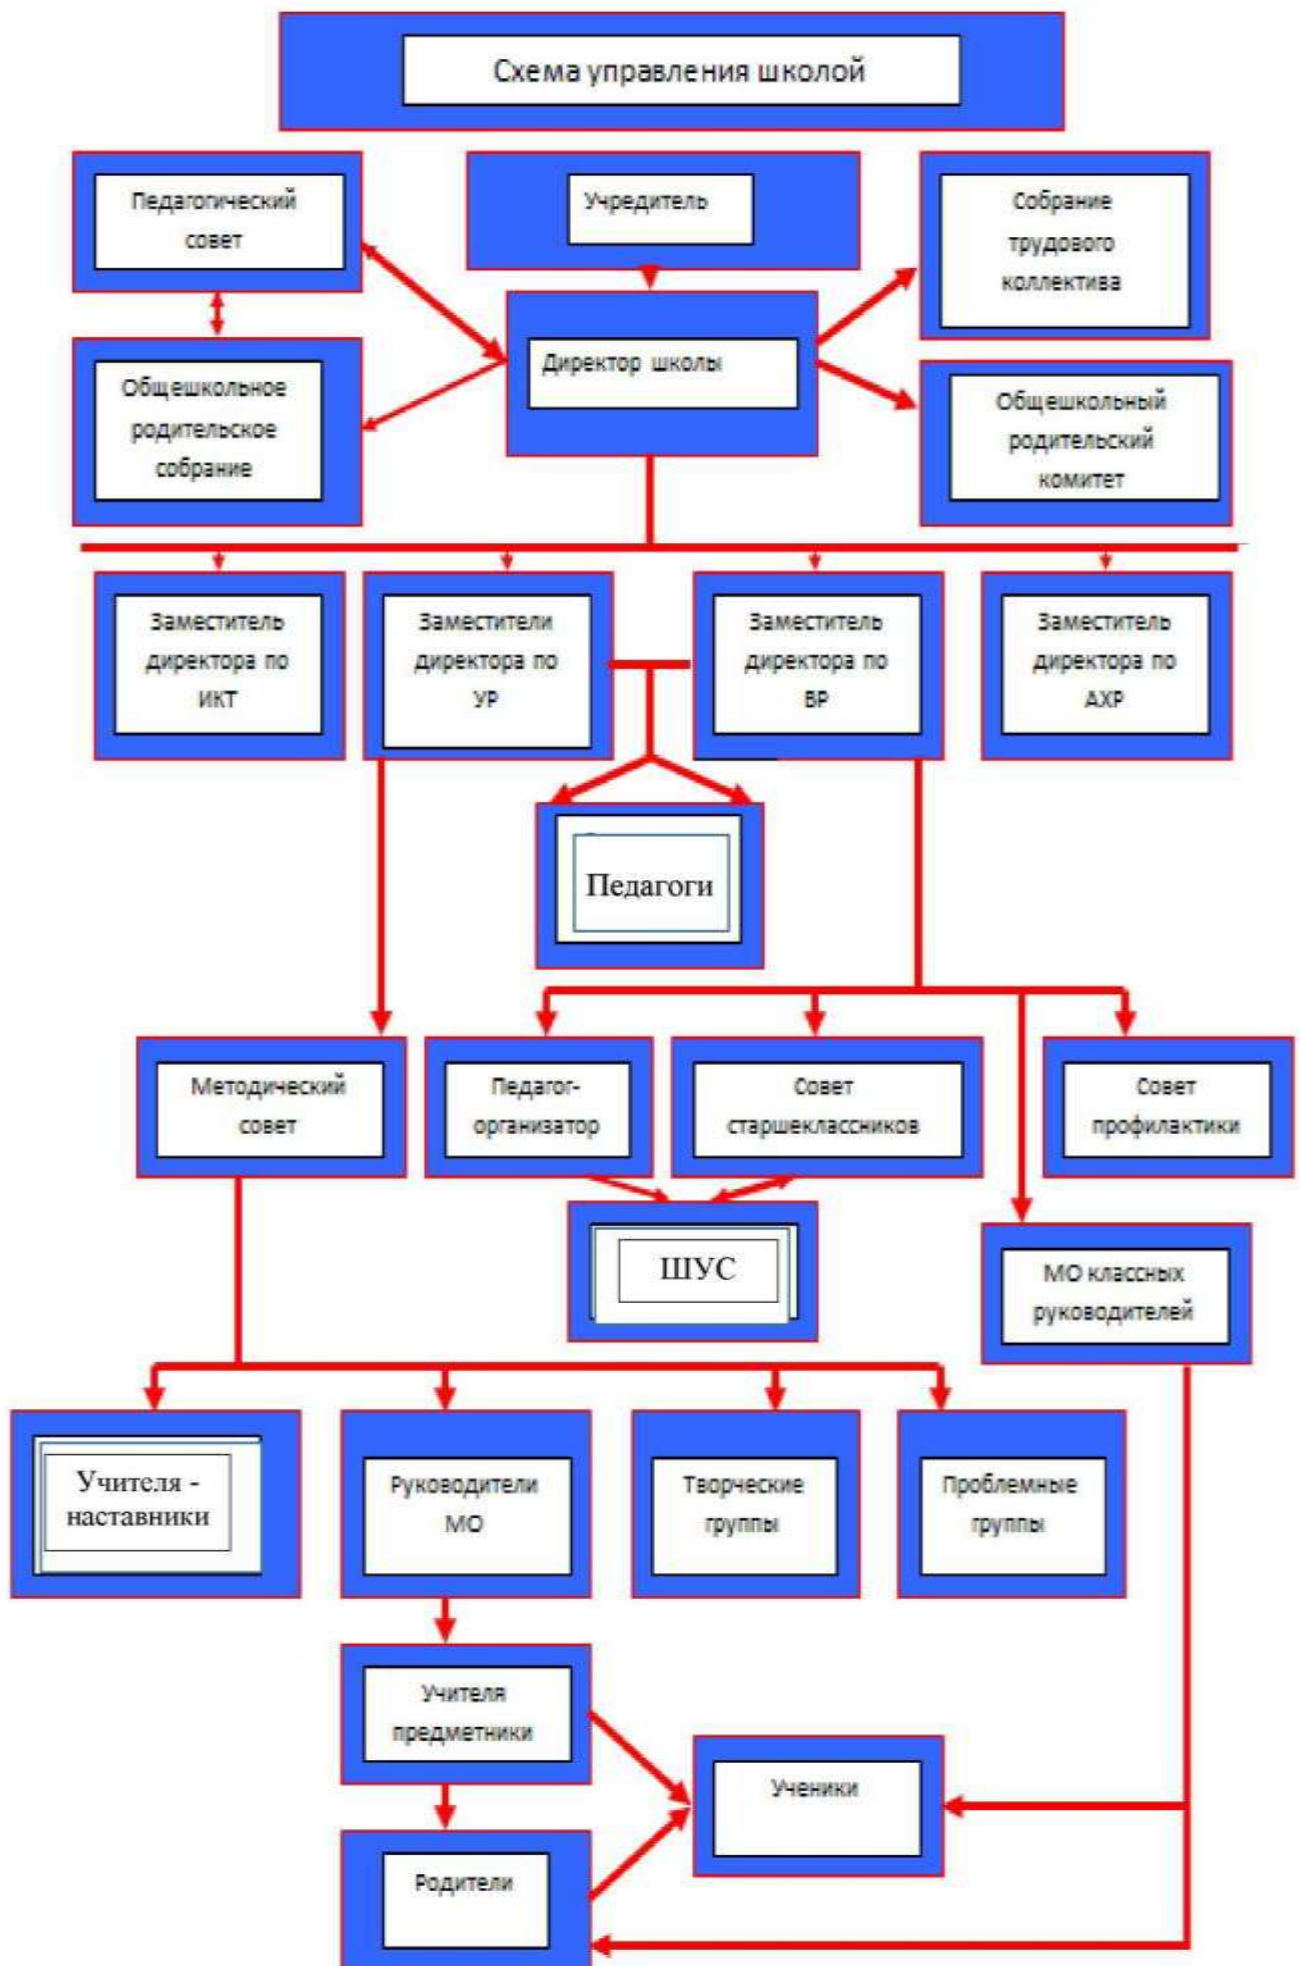 Схема управления школой
Педагогический
совет
Учредитель
Собрание
трудового
коллектива
Директор школы
Общешкольное
родительское
собрание
Общешкольный
родительский
комитет
Заместитель
директора по
ИКТ
Заместители
директора по
УР
Заместитель
директора по
ВР
Заместитель
директора по
АХР
Педагоги
Методический
совет
Педагог-
организатор
Совет
старшеклассников
Совет
профилактики
ШУС
МО классных
руководителей
Учителя -
наставники
Руководители
МО
Творческие
группы
Проблемные
группы
Учителя
предметники
Ученики
Родители